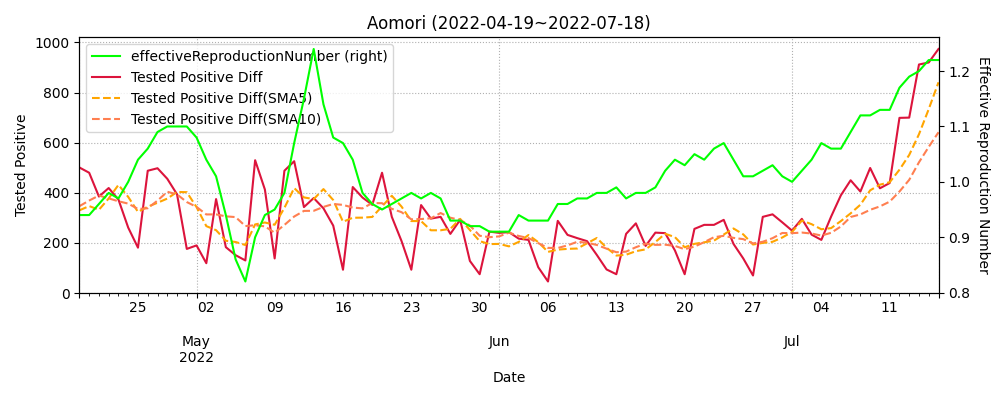 Aomori (2022-04-19~2022-07-18)
effectiveReproductionNumber (right)
Tested Positive Diff
Tested Positive Diff(SMA5)
Tested Positive Diff(SMA10)
Tested Positive
1000
800
600
400
200
0
Effective Reproduction Number
1.2
1.1
1.0
0.9
0.8
25 02 09 16 23 30 06 13 20 27 04 11
May Jun Jul
2022
Date